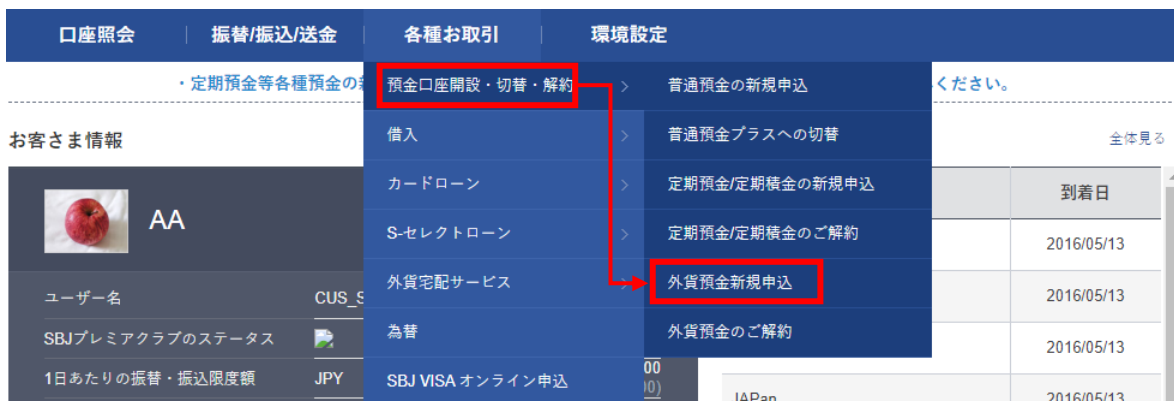 口座照会 振替/振込/送金 各種お取引 環境設定
・定期預金等各種預金の
ください。
お客さま情報
全体見る
AA
ユーザー名 CUS_S
SBJプレミアクラブのステータス
1日あたりの振替・振込限度額 JPY
00
00)
預金口座開設・切替・解約
借入
カードローン
S-セレクトローン
外貨宅配サービス
為替
SBJ VISA オンライン申込
普通預金の新規申込
普通預金プラスへの切替
定期預金/定期積金の新規申込
定期預金/定期積金のご解約
外貨預金新規申込
外貨預金のご解約
到着日
2016/05/13
2016/05/13
2016/05/13
JAPan 2016/05/13